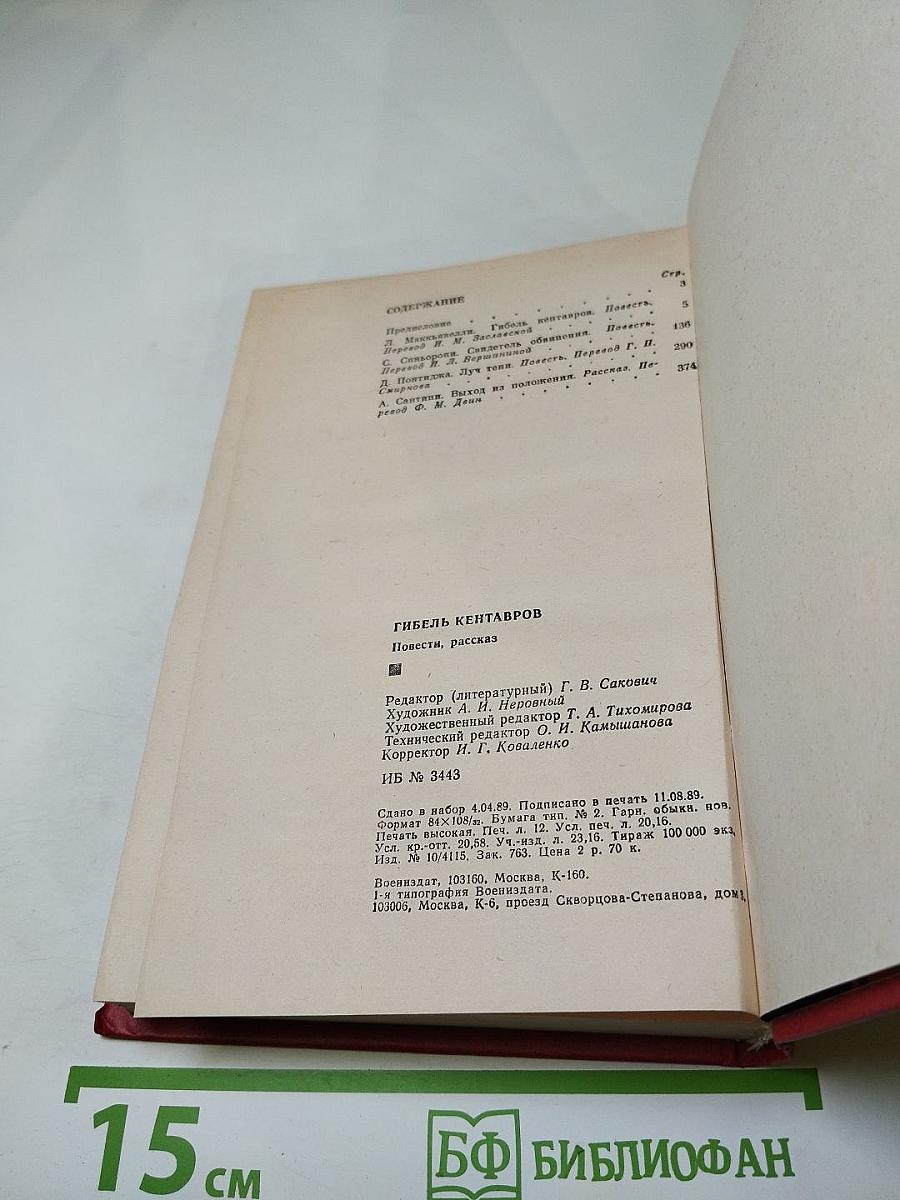 СОДЕРЖАНИЕ
Стр.
Предисловие . . . . . . . . 3
Л. Маккьявелли. Гибель кентавров. Повесть.
Перевод И. М. Заславской . . . . . . 5
С. Синьорони. Свидетель обвинения. Повесть.
Перевод И. Л. Вершининой . . . . . . 136
Д. Понтиджа. Луч тени. Повесть. Перевод Г. П.
Смирнова . . . . . . . . 290
А. Сантини. Выход из положения. Рассказ. Пе-
ревод Ф. М. Двин . . . . . . . 374
ГИБЕЛЬ КЕНТАВРОВ
Повести, рассказ
Редактор (литературный) Г. В. Сакович
Художник А. И. Неровный
Художественный редактор Т. А. Тихомирова
Технический редактор О. И. Камышанова
Корректор И. Г. Коваленко
ИБ № 3443
Сдано в набор 4.04.89. Подписано в печать 11.08.89.
Формат 84×108/32. Бумага тип. № 2. Гарн. обыкн. нов.
Печать высокая. Печ. л. 12. Усл. печ. л. 20,16.
Усл. кр.-отт. 20,58. Уч.-изд. л. 23,16. Тираж 100 000 экз.
Изд. № 10/4115. Зак. 763. Цена 2 р. 70 к.
Воениздат, 103160, Москва, К-160.
1-я типография Воениздата.
103006, Москва, К-6, проезд Скворцова-Степанова, дом 3.
15 см
БФ БИБЛИОФАН